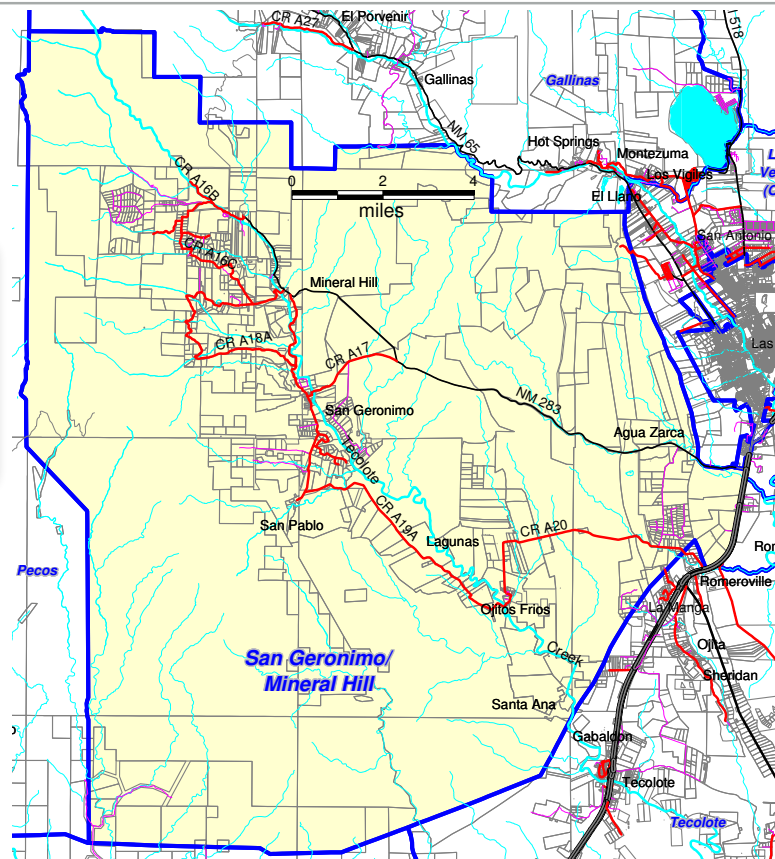 CR A27
El Porvenir
I 518
Gallinas
Gallinas
NM 65
Hot Springs
Montezuma
Los Vigiles
El Llano
CR A16B
0 2 4
miles
San Antonio
CR A16C
Mineral Hill
CR A18A
CR A17
Las
NM 283
San Geronimo
Agua Zarca
Tecolote
CR A19A
San Pablo
CR A20
Lagunas
Pecos
Romeroville
Ojitos Frios
La Manga
Creek
Ojita
San Geronimo/
Mineral Hill
Sheridan
Santa Ana
Gabaldon
Tecolote
Tecolote